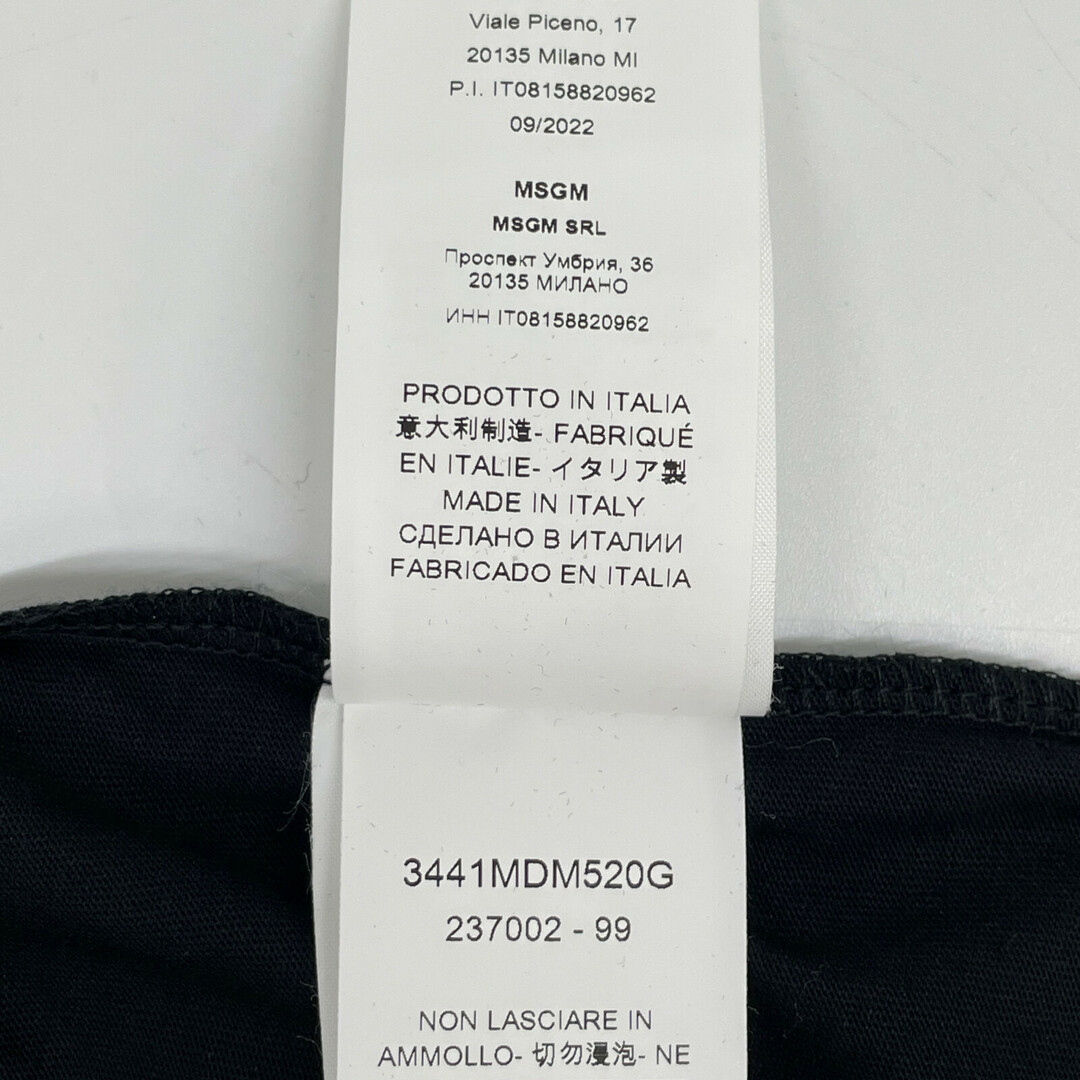 Viale Piceno, 17
20135 Milano MI
P.I. IT08158820962
09/2022
MSGM
MSGM SRL
Проспект Умбрия, 36
20135 МИЛАНО
ИНН IT08158820962
PRODOTTO IN ITALIA
意大利制造- FABRIQUÉ
EN ITALIE- イタリア製
MADE IN ITALY
СДЕЛАНО В ИТАЛИИ
FABRICADO EN ITALIA
3441MDM520G
237002 - 99
NON LASCIARE IN
AMMOLLO- 切勿浸泡- NE